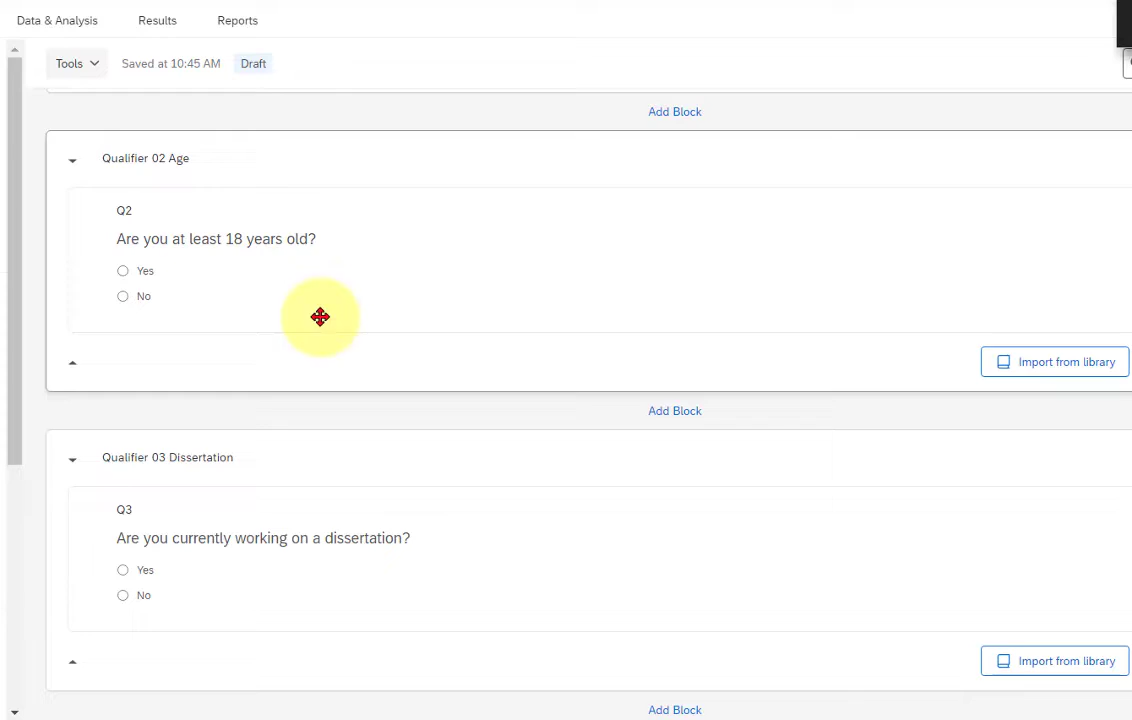 Data & Analysis Results Reports
Tools Saved at 10:45 AM Draft
Add Block
Qualifier 02 Age
Q2
Are you at least 18 years old?
Yes
No
Import from library
Add Block
Qualifier 03 Dissertation
Q3
Are you currently working on a dissertation?
Yes
No
Import from library
Add Block